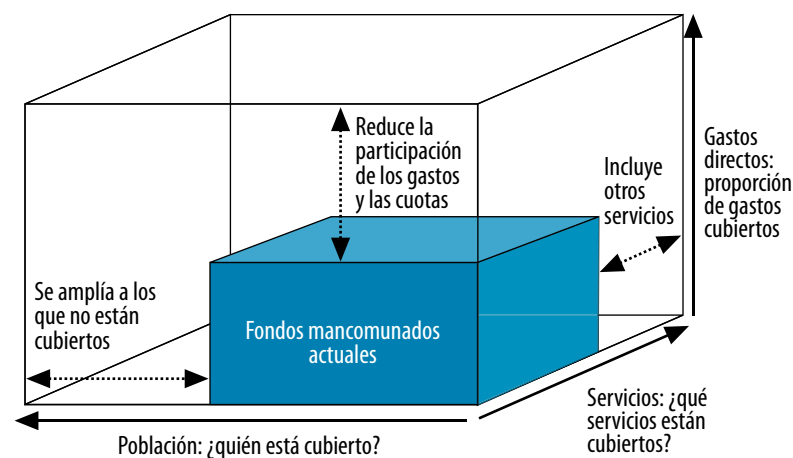 Reduce la
participación
de los gastos
y las cuotas
Incluye
otros
servicios
Gastos
directos:
proporción
de gastos
cubiertos
Se amplía a los
que no están
cubiertos
Fondos mancomunados
actuales
Servicios: ¿qué
servicios están
cubiertos?
Población: ¿quién está cubierto?